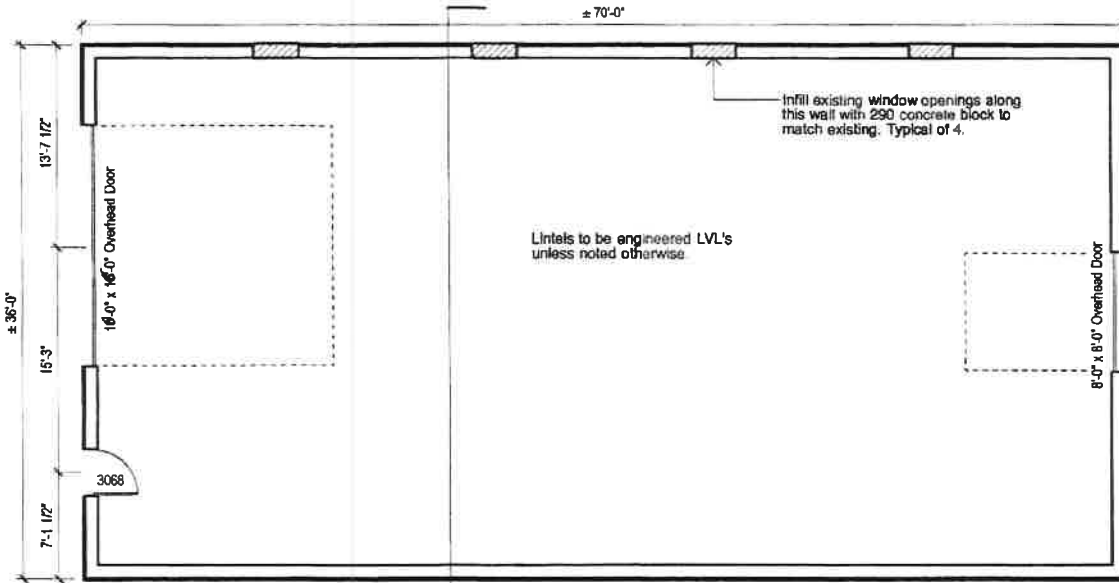 ± 70'-0"
Infill existing window openings along
this wall with 290 concrete block to
match existing. Typical of 4.
13'-7 1/2"
Overhead Door
Lintels to be engineered LVL's
unless noted otherwise
± 36'-0"
15'-3"
8'-0" x 8'-0" Overhead Door
3068
7'-1 1/2"